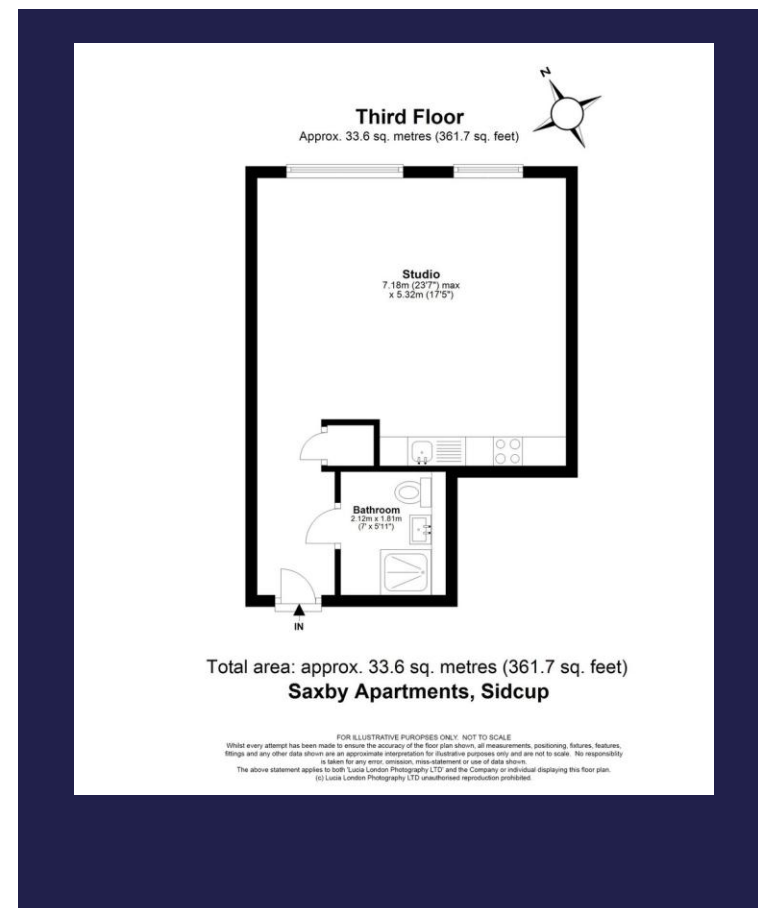 N
Third Floor
Approx. 33.6 sq. metres (361.7 sq. feet)
Studio
7.18m (23'7") max
x 5.32m (17'5")
Bathroom
2.12m x 1.81m
(7' x 5'11")
IN
Total area: approx. 33.6 sq. metres (361.7 sq. feet)
Saxby Apartments, Sidcup
FOR ILLUSTRATIVE PUROPSES ONLY. NOT TO SCALE
Whilst every attempt has been made to ensure the accuracy of the floor plan shown, all measurements, positioning, fixtures, features,
fittings and any other data shown are an approximate interpretation for illustrative purposes only and are not to scale. No responsiblity
is taken for any error, omission, miss-statement or use of data shown.
The above statement applies to both 'Lucia London Photography LTD' and the Company or individual displaying this floor plan.
(c) Lucia London Photography LTD unauthorised reproduction prohibited.